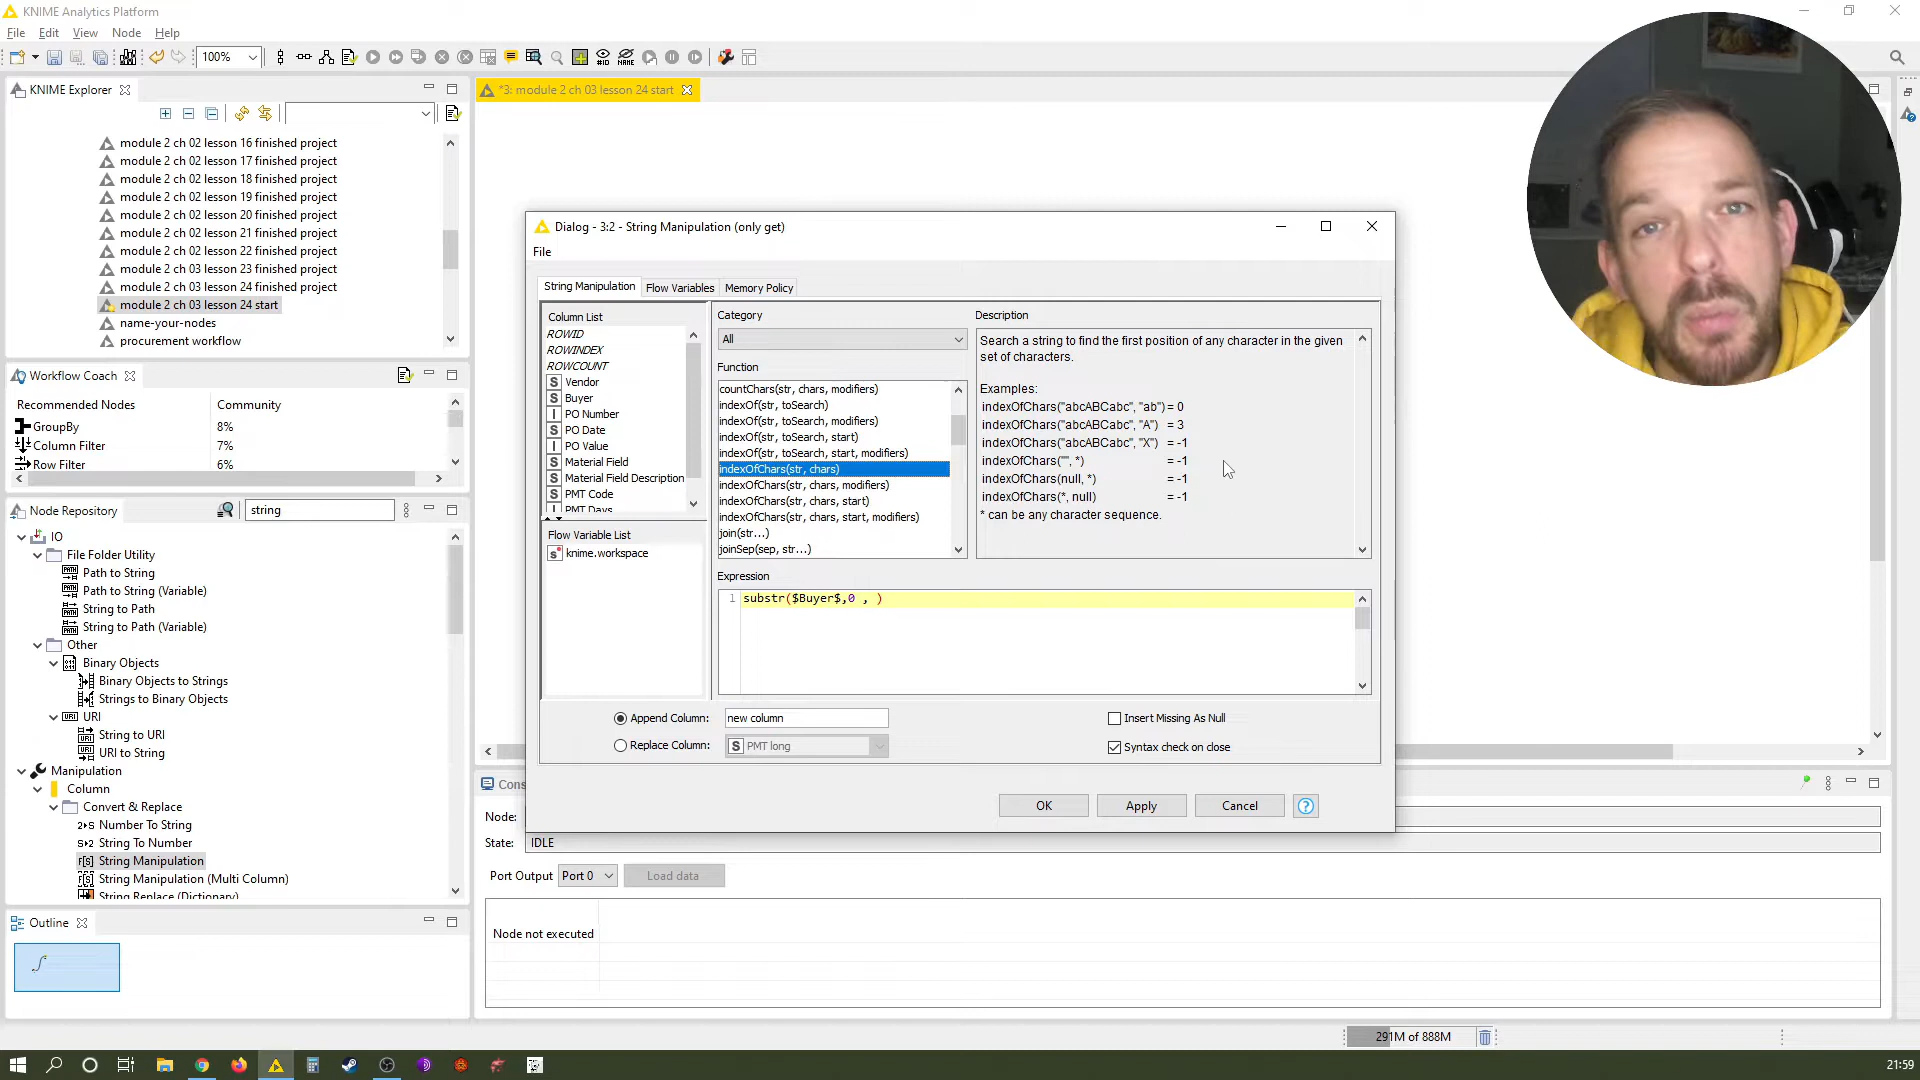 KNIME Analytics Platform
File Edit View Node Help
100%
KNIME Explorer
*3: module 2 ch 03 lesson 24 start
module 2 ch 02 lesson 16 finished project
module 2 ch 02 lesson 17 finished project
module 2 ch 02 lesson 18 finished project
module 2 ch 02 lesson 19 finished project
module 2 ch 02 lesson 20 finished project
module 2 ch 02 lesson 21 finished project
module 2 ch 02 lesson 22 finished project
module 2 ch 03 lesson 23 finished project
module 2 ch 03 lesson 24 finished project
module 2 ch 03 lesson 24 start
name-your-nodes
procurement workflow
Workflow Coach
Recommended Nodes Community
GroupBy 8%
Column Filter 7%
Row Filter 6%
Node Repository string
IO
File Folder Utility
Path to String
Path to String (Variable)
String to Path
String to Path (Variable)
Other
Binary Objects
Binary Objects to Strings
Strings to Binary Objects
URI
String to URI
URI to String
Manipulation
Column
Convert & Replace
Number To String
String To Number
String Manipulation
String Manipulation (Multi Column)
String Replace (Dictionary)
Outline
Dialog - 3:2 - String Manipulation (only get)
File
String Manipulation Flow Variables Memory Policy
Column List
ROWID
ROWINDEX
ROWCOUNT
S Vendor
S Buyer
I PO Number
S PO Date
I PO Value
S Material Field
S Material Field Description
S PMT Code
I PMT Days
Flow Variable List
s knime.workspace
Category
All
Function
countChars(str, chars, modifiers)
indexOf(str, toSearch)
indexOf(str, toSearch, modifiers)
indexOf(str, toSearch, start)
indexOf(str, toSearch, start, modifiers)
indexOfChars(str, chars)
indexOfChars(str, chars, modifiers)
indexOfChars(str, chars, start)
indexOfChars(str, chars, start, modifiers)
join(str...)
joinSep(sep, str...)
Description
Search a string to find the first position of any character in the given
set of characters.
Examples:
indexOfChars("abcABCabc", "ab") = 0
indexOfChars("abcABCabc", "A") = 3
indexOfChars("abcABCabc", "X") = -1
indexOfChars("", *) = -1
indexOfChars(null, *) = -1
indexOfChars(*, null) = -1
* can be any character sequence.
Expression
1 substr($Buyer$,0 , )
Append Column: new column
Replace Column: S PMT long
Insert Missing As Null
Syntax check on close
OK Apply Cancel
Cons
Node:
State: IDLE
Port Output Port 0 Load data
Node not executed
291M of 888M
21:59